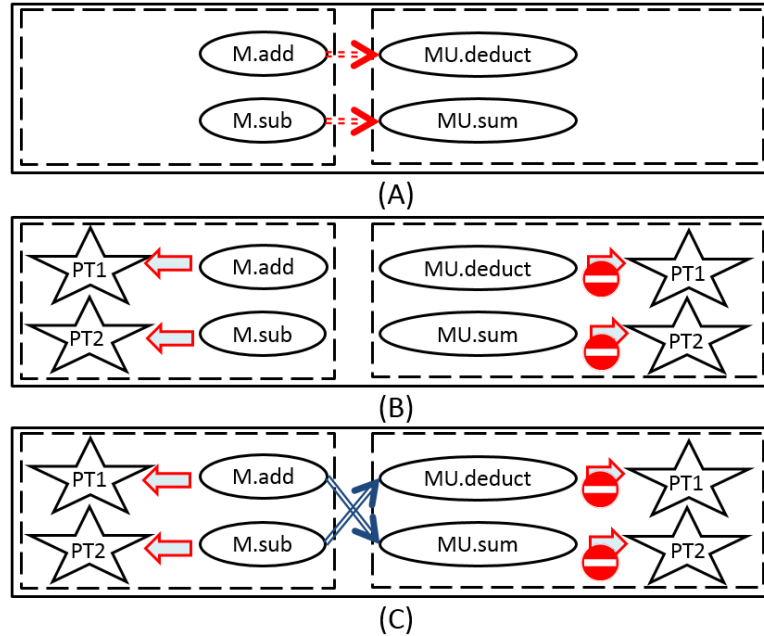 M.add MU.deduct
M.sub MU.sum
(A)
PT1 M.add MU.deduct PT1
PT2 M.sub MU.sum PT2
(B)
PT1 M.add MU.deduct PT1
PT2 M.sub MU.sum PT2
(C)